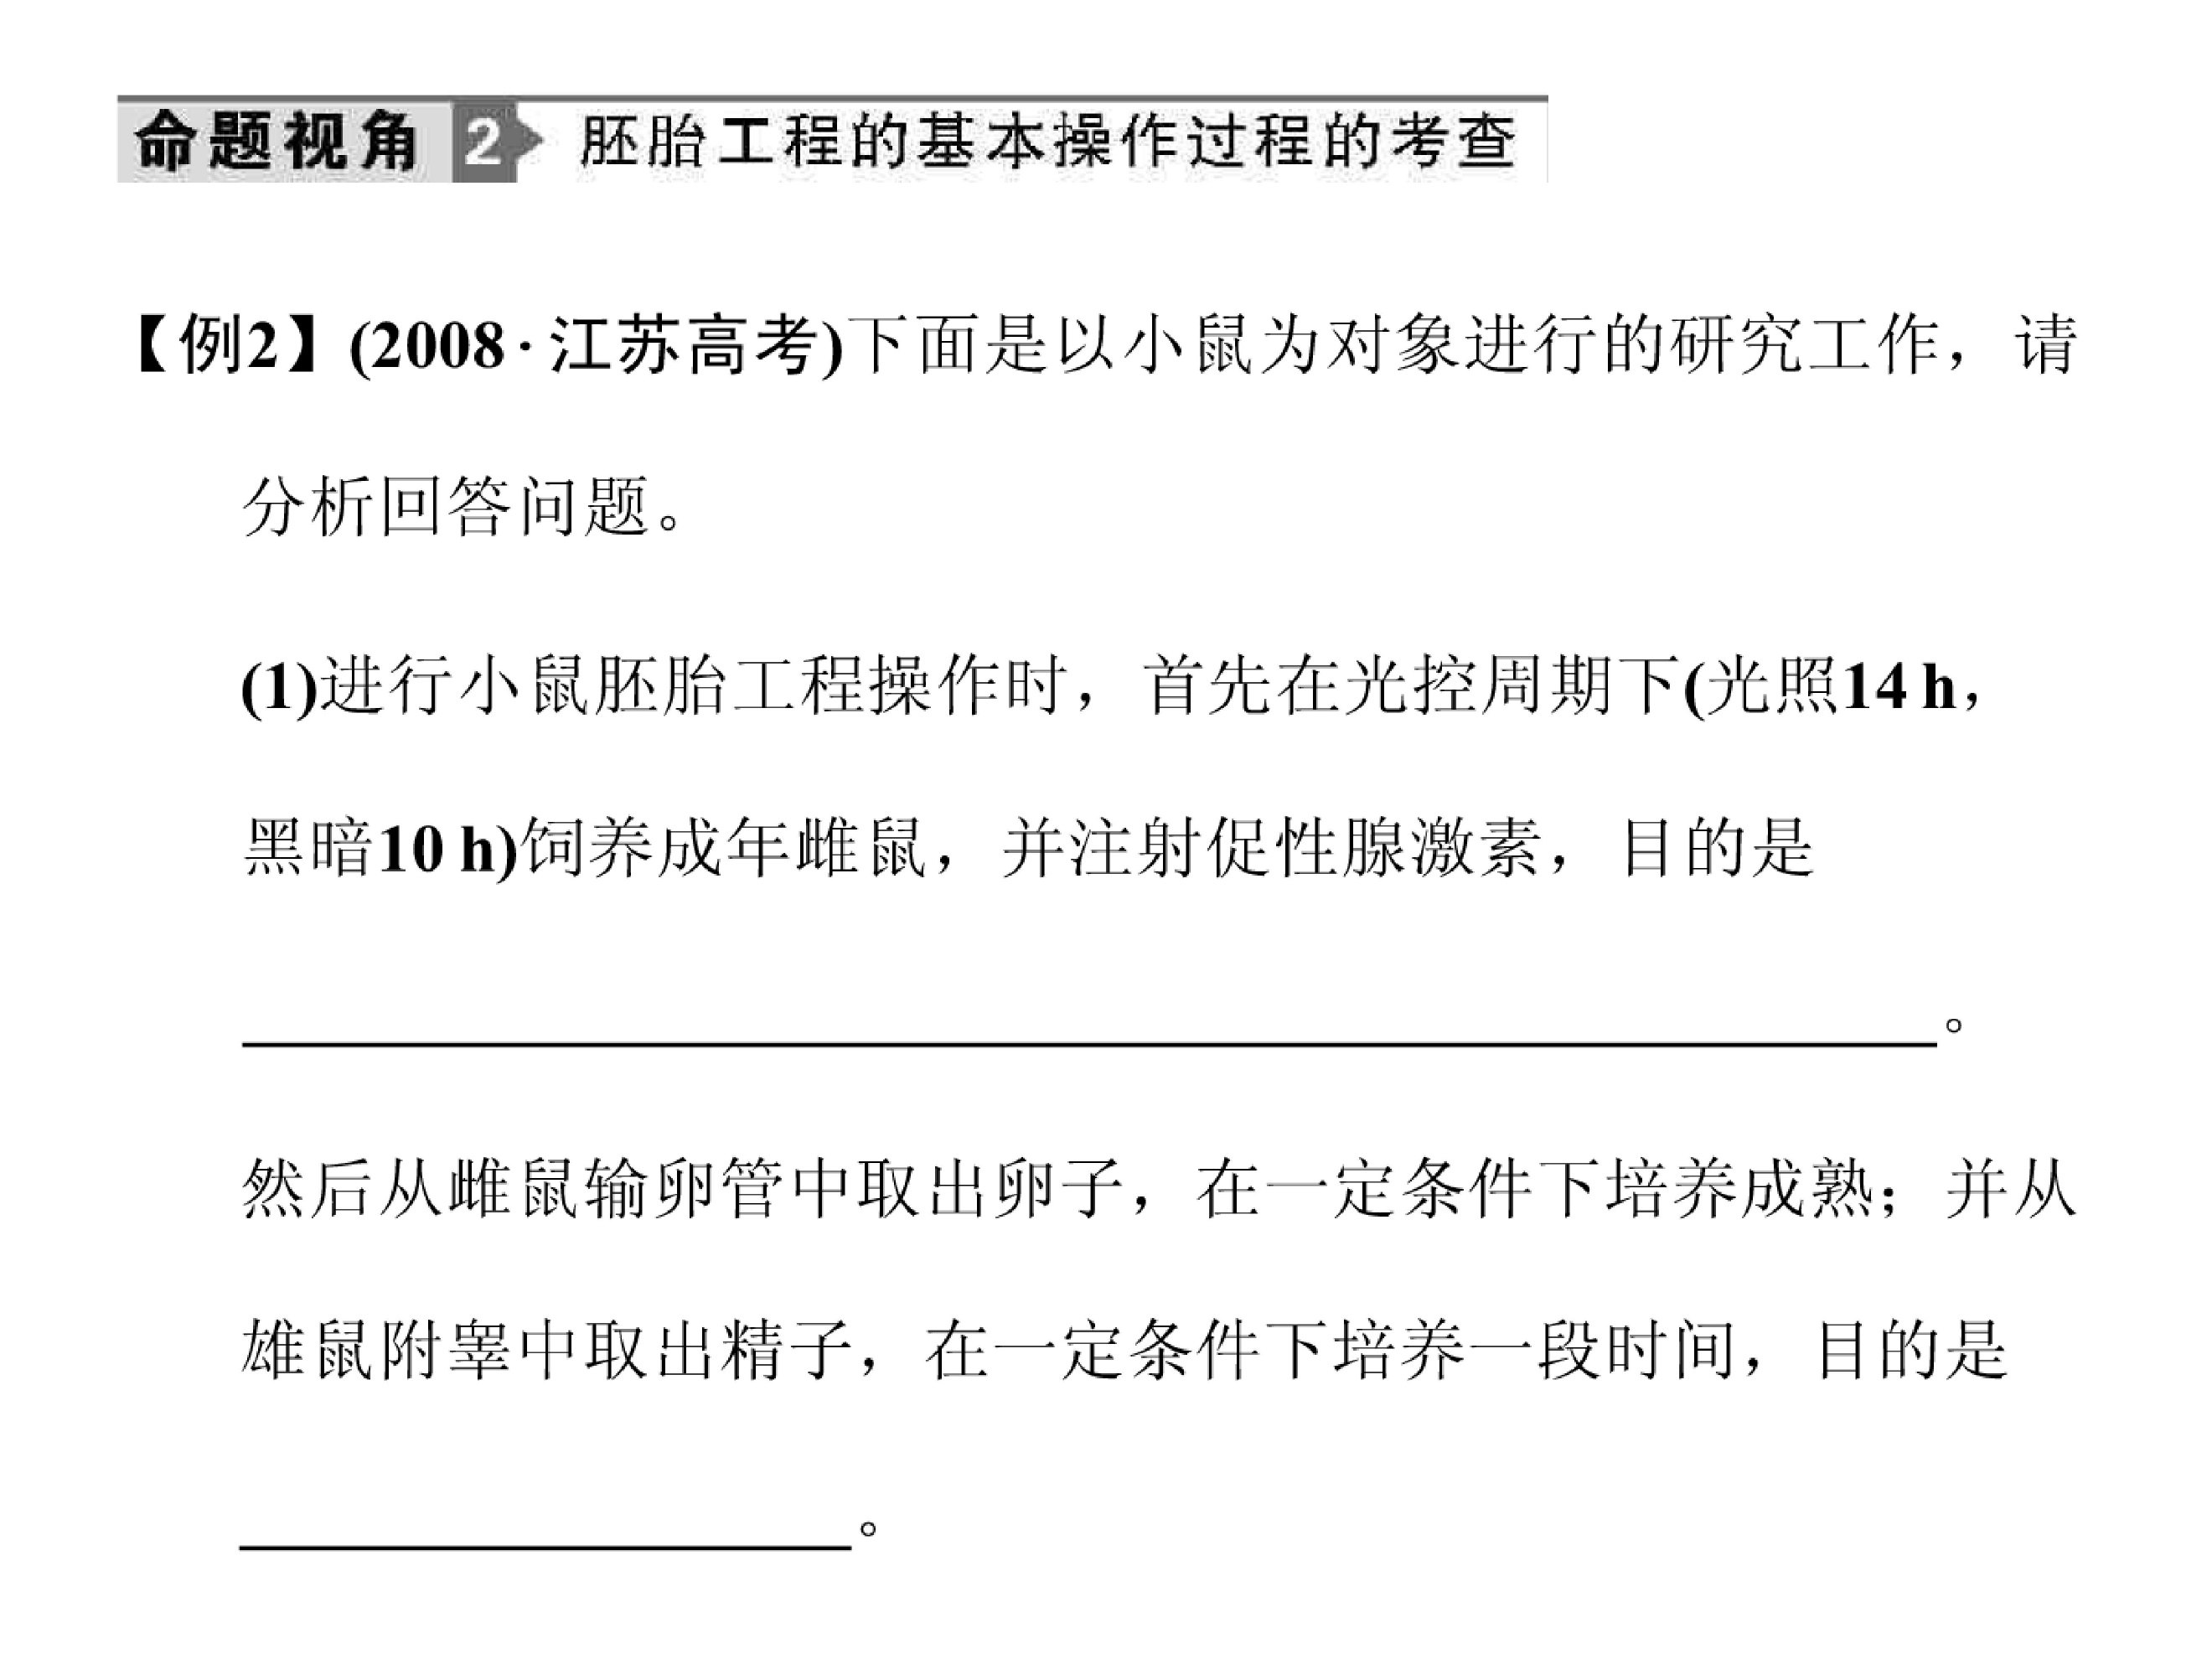 命题视角 2 胚胎工程的基本操作过程的考查
【例2】(2008·江苏高考)下面是以小鼠为对象进行的研究工作，请
分析回答问题。
(1)进行小鼠胚胎工程操作时，首先在光控周期下(光照14 h，
黑暗10 h)饲养成年雌鼠，并注射促性腺激素，目的是
。
然后从雌鼠输卵管中取出卵子，在一定条件下培养成熟；并从
雄鼠附睾中取出精子，在一定条件下培养一段时间，目的是
。